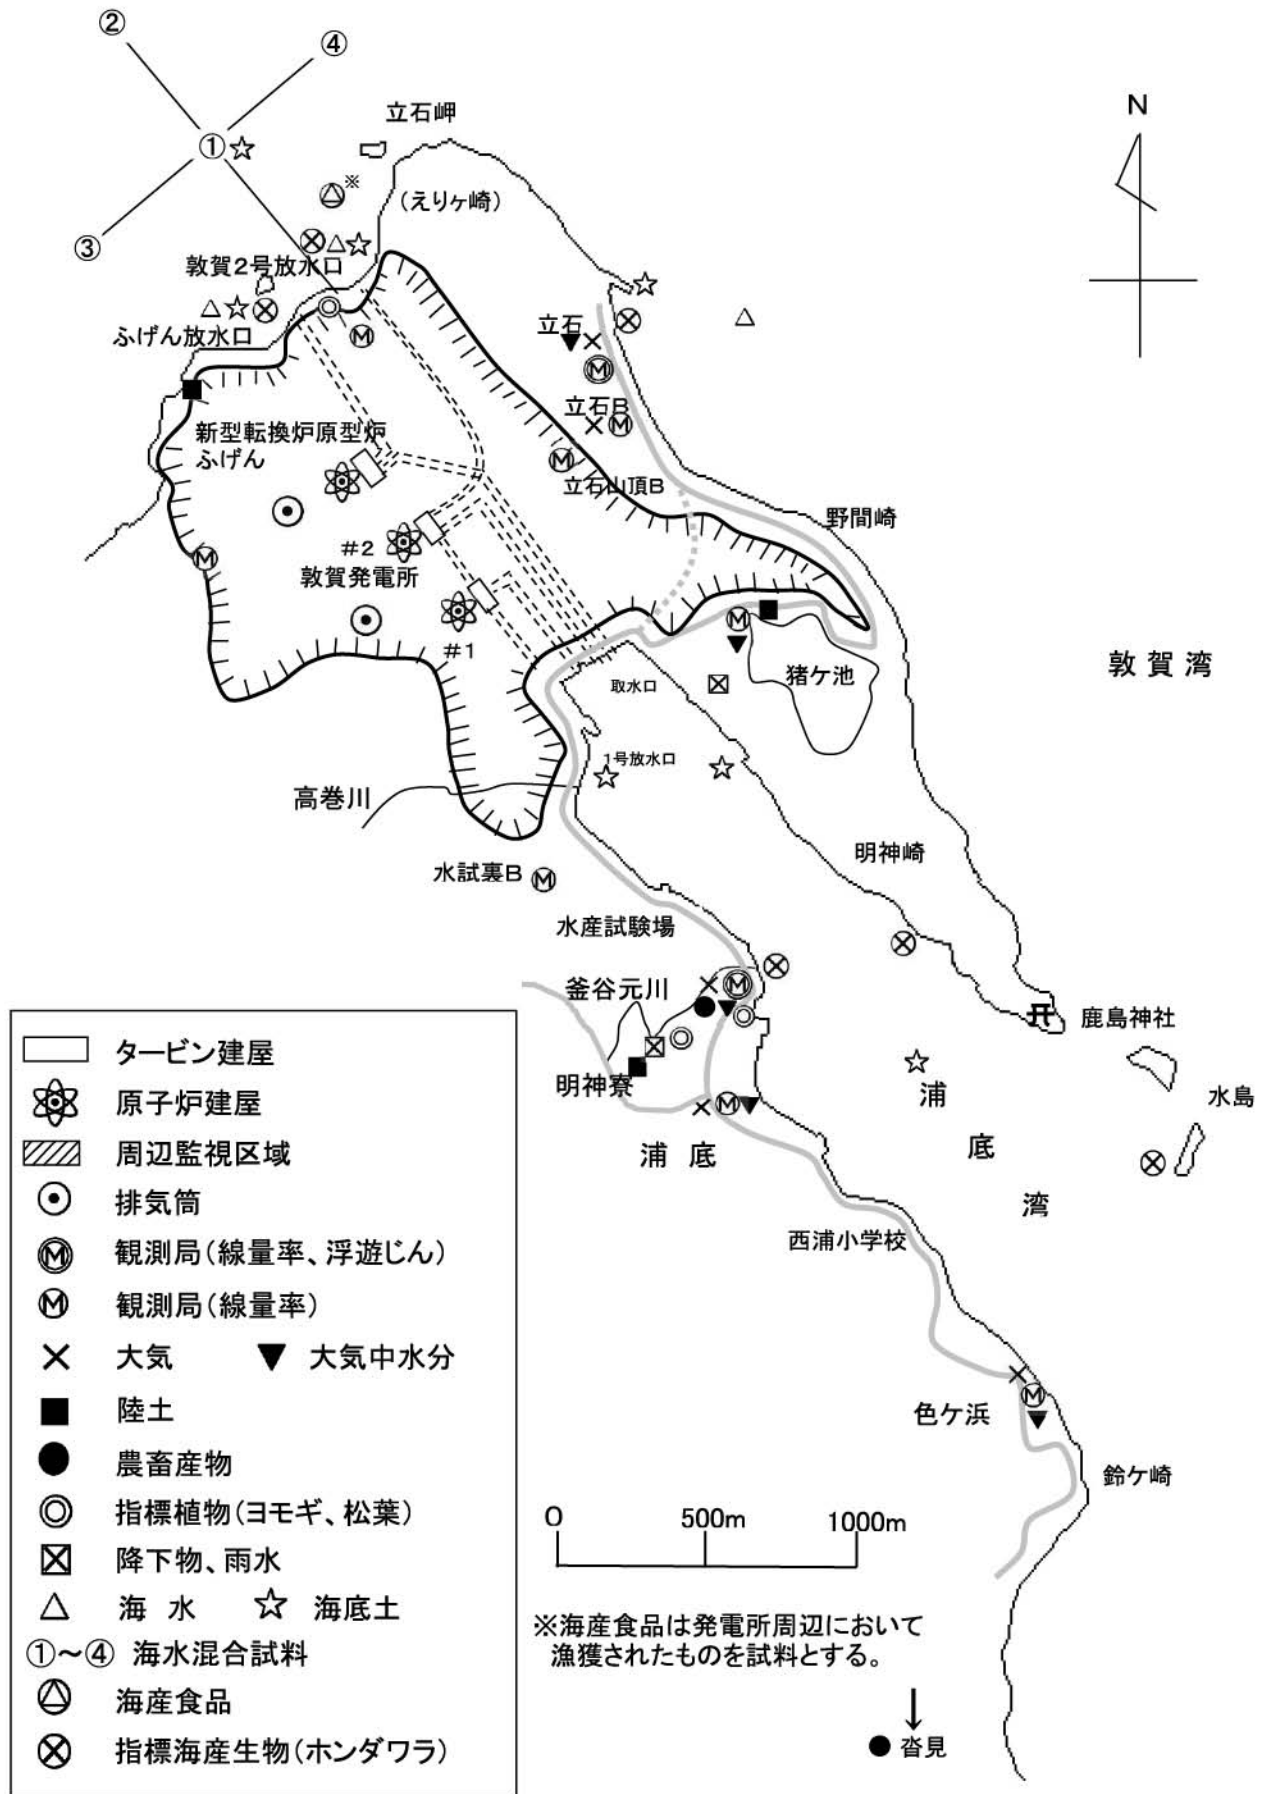 ②
④
立石岬
N
①
※
(えりヶ崎)
③
敦賀2号放水口
ふげん放水口
立石
M
M
立石B
M
新型転換炉原型炉
ふげん
M
立石山頂B
野間崎
M
#2
敦賀発電所
#1
M
猪ケ池
取水口
敦賀湾
1号放水口
高巻川
明神崎
水試裏B
M
水産試験場
釜谷元川
M
鹿島神社
明神寮
M
浦底
水島
浦
底
湾
西浦小学校
色ケ浜
M
鈴ケ崎
タービン建屋
原子炉建屋
周辺監視区域
排気筒
M 観測局(線量率、浮遊じん)
M 観測局(線量率)
大気 大気中水分
陸土
農畜産物
指標植物(ヨモギ、松葉)
降下物、雨水
海水 海底土
①～④ 海水混合試料
海産食品
指標海産生物(ホンダワラ)
0 500m 1000m
※海産食品は発電所周辺において
漁獲されたものを試料とする。
沓見